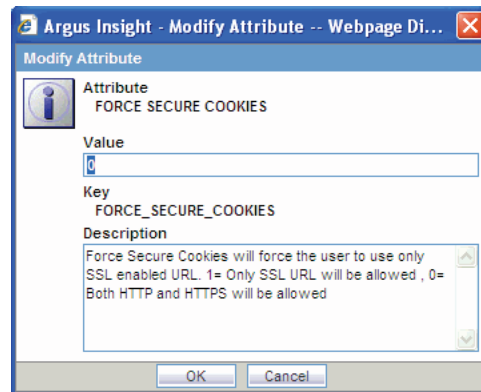 Argus Insight - Modify Attribute -- Webpage Di...
Modify Attribute
Attribute
FORCE SECURE COOKIES
Value
0
Key
FORCE_SECURE_COOKIES
Description
Force Secure Cookies will force the user to use only
SSL enabled URL. 1= Only SSL URL will be allowed , 0=
Both HTTP and HTTPS will be allowed
OK Cancel